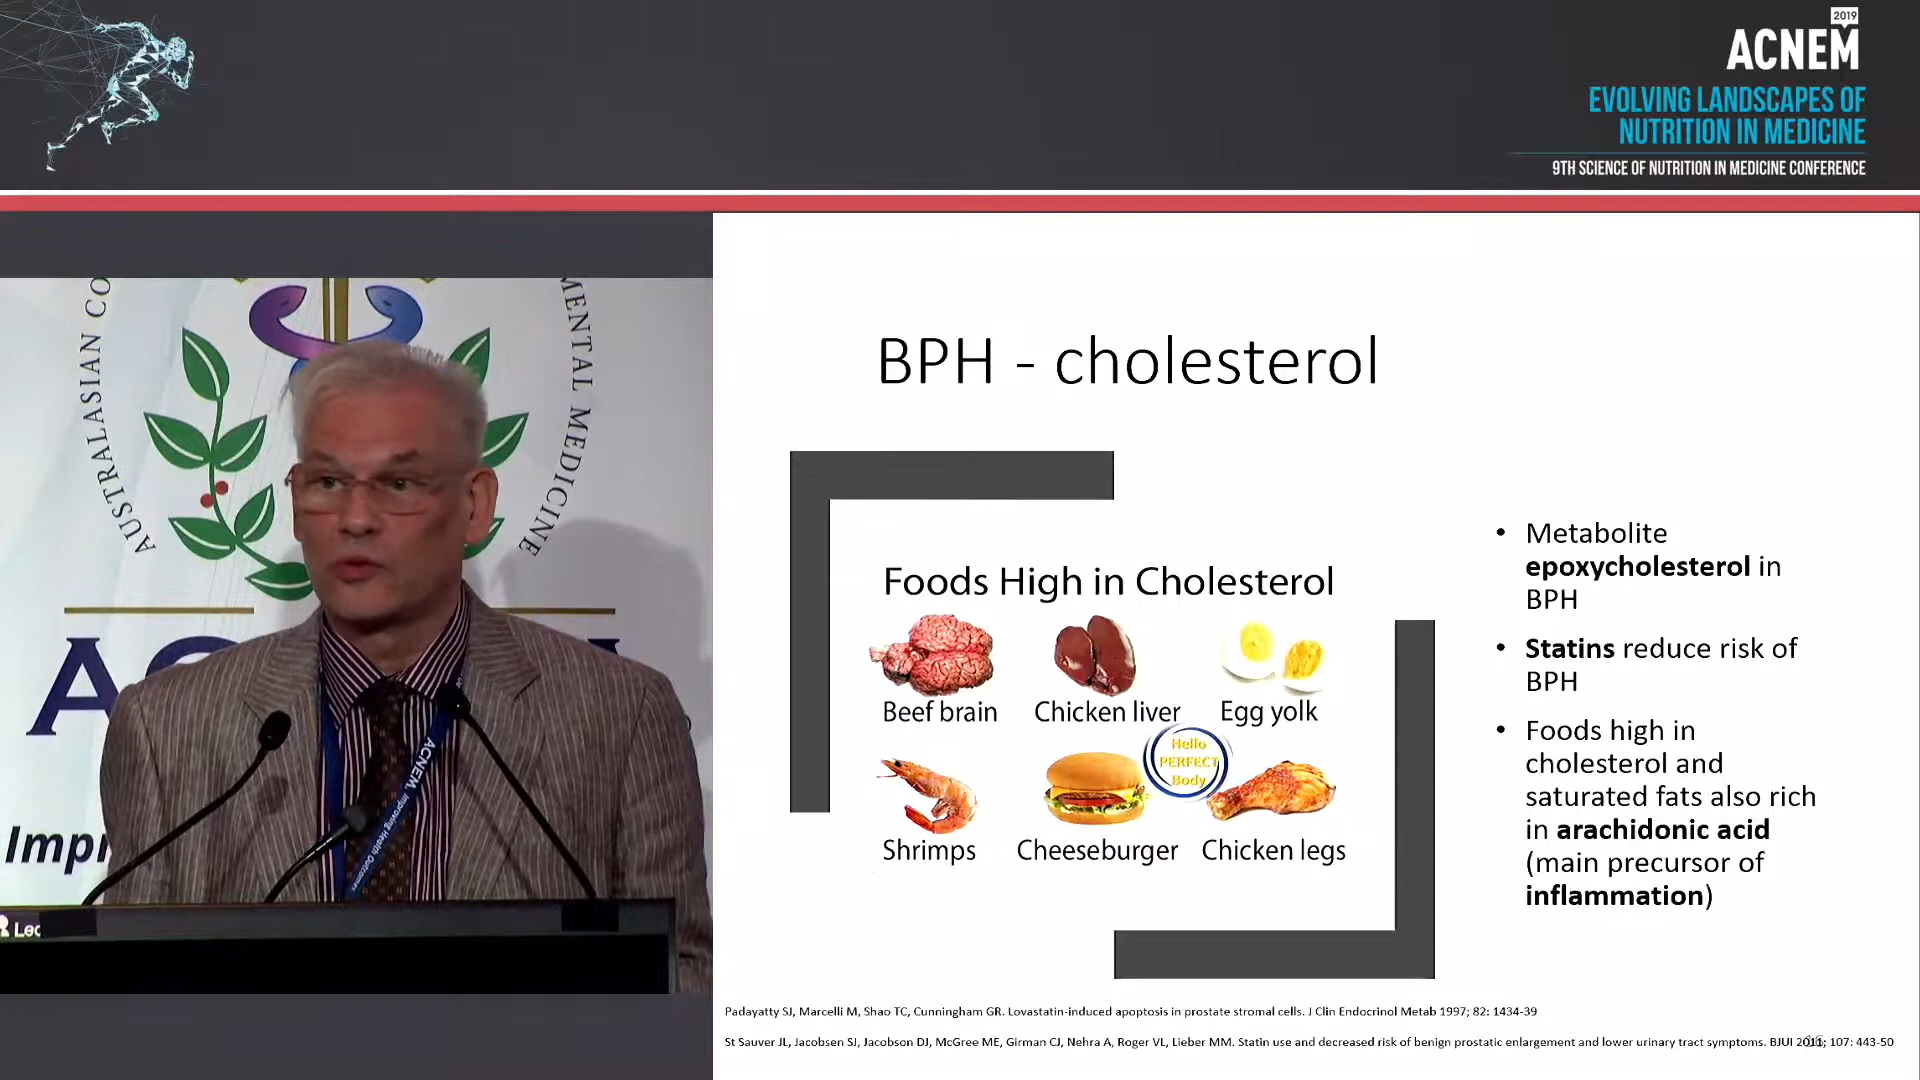 2019
ACNEM
EVOLVING LANDSCAPES OF
NUTRITION IN MEDICINE
9TH SCIENCE OF NUTRITION IN MEDICINE CONFERENCE
AUSTRALASIAN CO
MENTAL MEDICINE
Impr
ACNEM Improving Health Outcomes
Lec
BPH - cholesterol
Foods High in Cholesterol
Beef brain
Chicken liver
Egg yolk
Hello
PERFECT
Body
Shrimps
Cheeseburger
Chicken legs
• Metabolite
epoxycholesterol in
BPH
• Statins reduce risk of
BPH
• Foods high in
cholesterol and
saturated fats also rich
in arachidonic acid
(main precursor of
inflammation)
Padayatty SJ, Marcelli M, Shao TC, Cunningham GR. Lovastatin-induced apoptosis in prostate stromal cells. J Clin Endocrinol Metab 1997; 82: 1434-39
St Sauver JL, Jacobsen SJ, Jacobson DJ, McGree ME, Girman CJ, Nehra A, Roger VL, Lieber MM. Statin use and decreased risk of benign prostatic enlargement and lower urinary tract symptoms. BJUI 2011; 107: 443-50